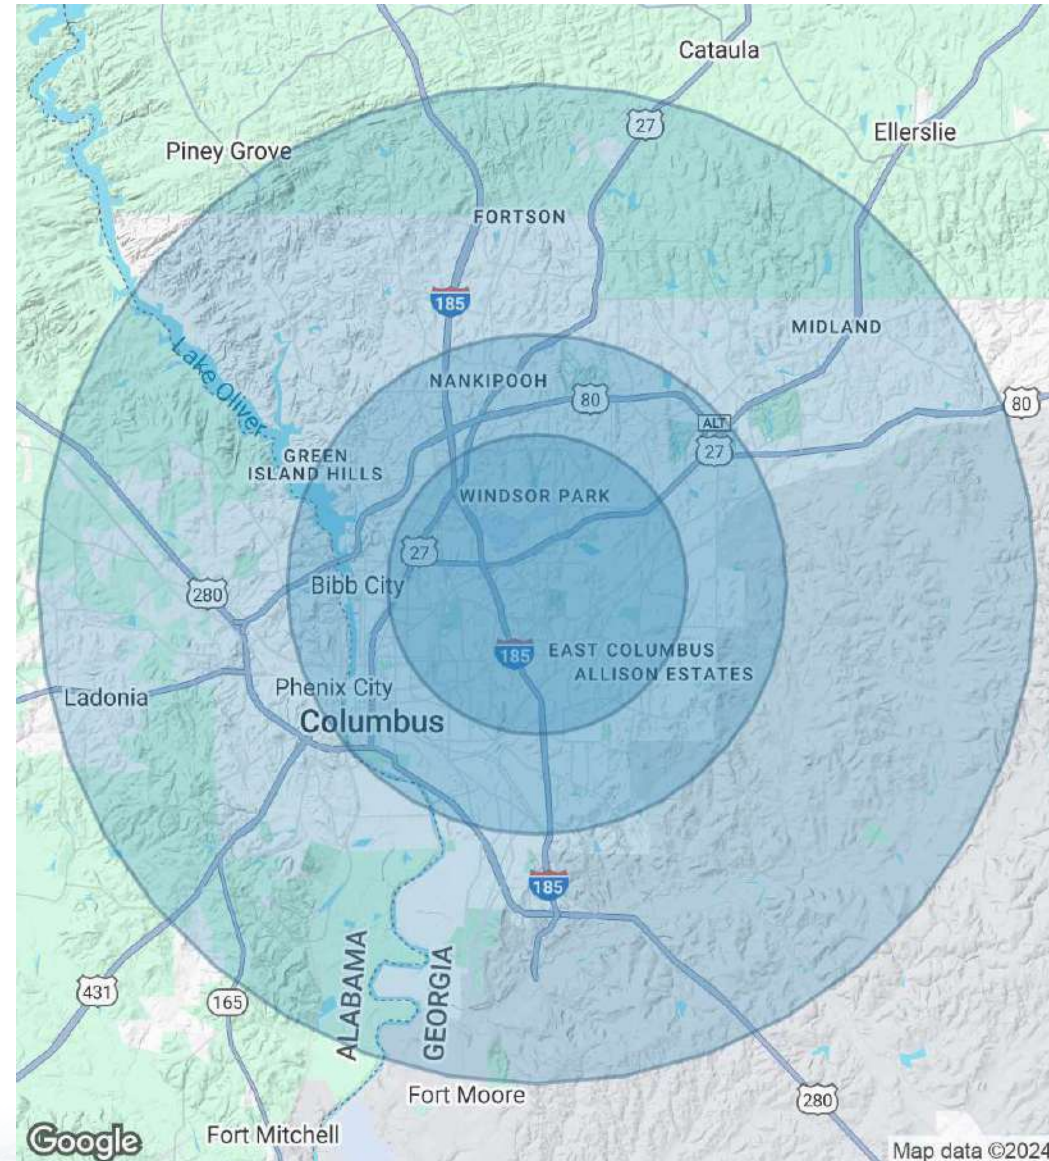 Cataula
27
Ellerslie
Piney Grove
FORTSON
185
MIDLAND
Lake Oliver
NANKIPOOH
80
80
ALT
27
GREEN
ISLAND HILLS
WINDSOR PARK
27
Bibb City
280
185
EAST COLUMBUS
ALLISON ESTATES
Phenix City
Ladonia
Columbus
185
ALABAMA
GEORGIA
431
165
Fort Moore
280
Fort Mitchell
Google
Map data ©2024